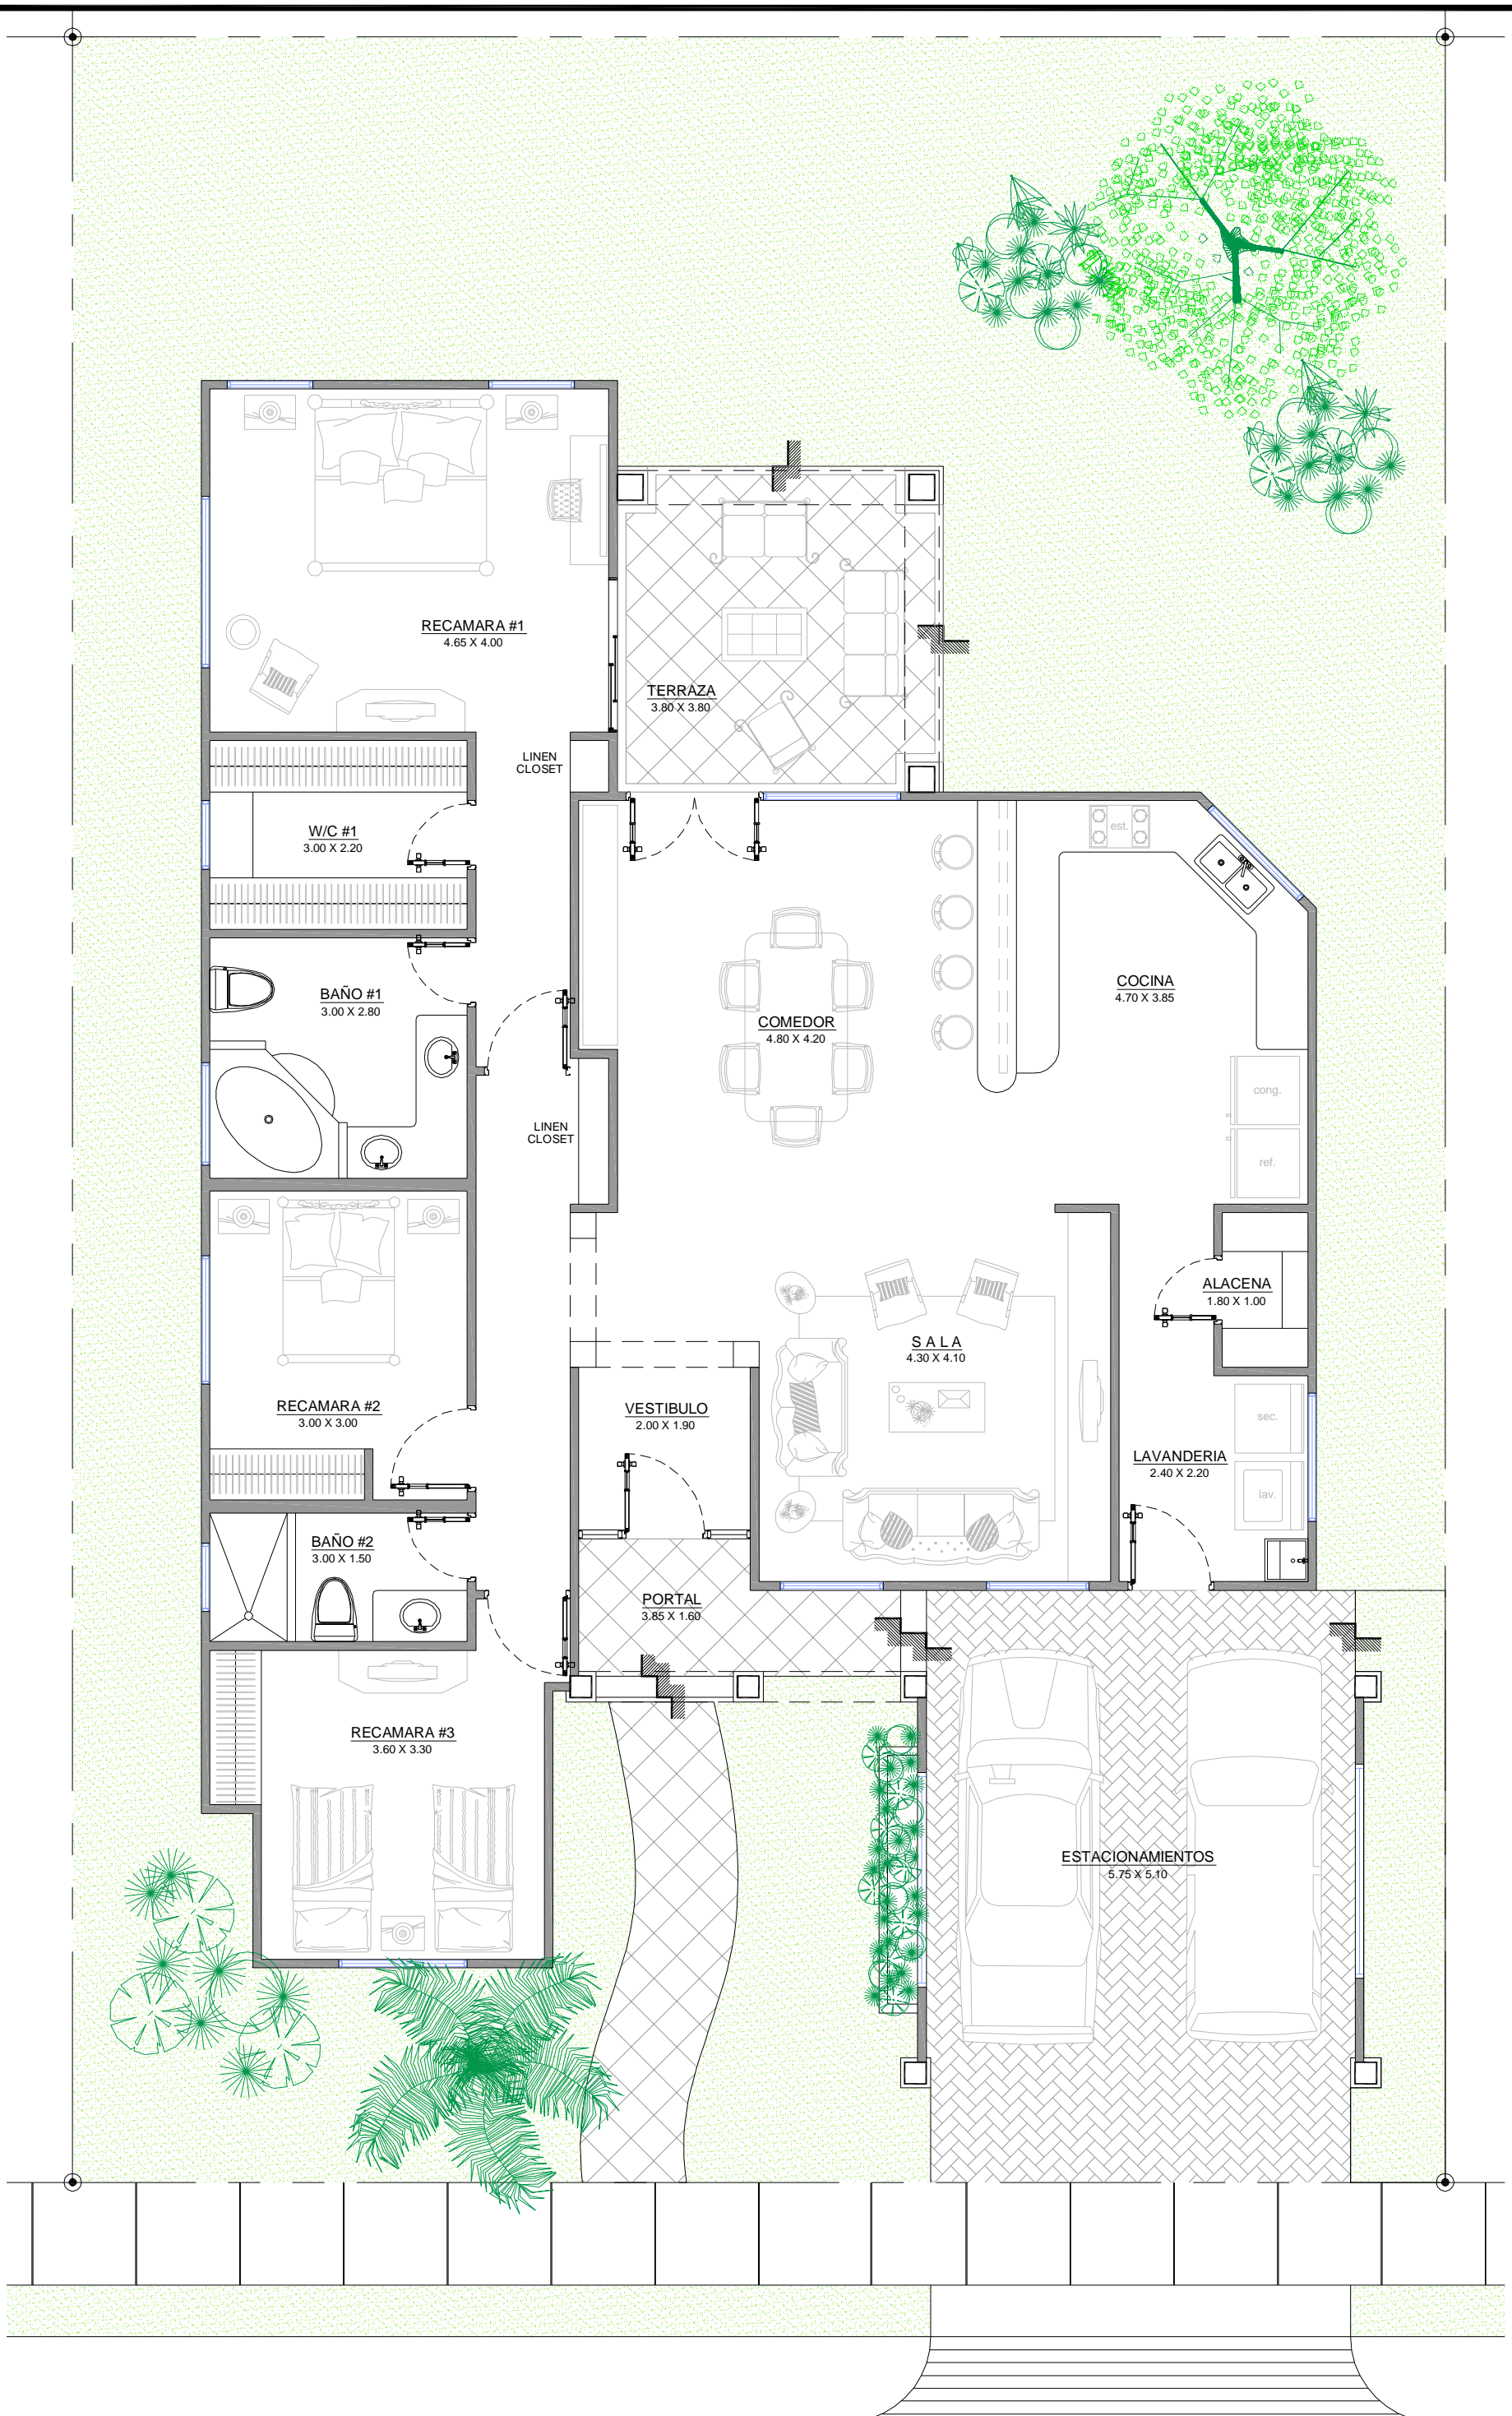 RECAMARA #1
4.65 X 4.00
TERRAZA
3.80 X 3.80
LINEN
CLOSET
W/C #1
3.00 X 2.20
est.
BAÑO #1
3.00 X 2.80
COCINA
4.70 X 3.85
COMEDOR
4.80 X 4.20
cong.
LINEN
CLOSET
ref.
ALACENA
1.80 X 1.00
S A L A
4.30 X 4.10
RECAMARA #2
3.00 X 3.00
VESTIBULO
2.00 X 1.90
sec.
LAVANDERIA
2.40 X 2.20
lav.
BAÑO #2
3.00 X 1.50
PORTAL
3.85 X 1.60
RECAMARA #3
3.60 X 3.30
ESTACIONAMIENTOS
5.75 X 5.10